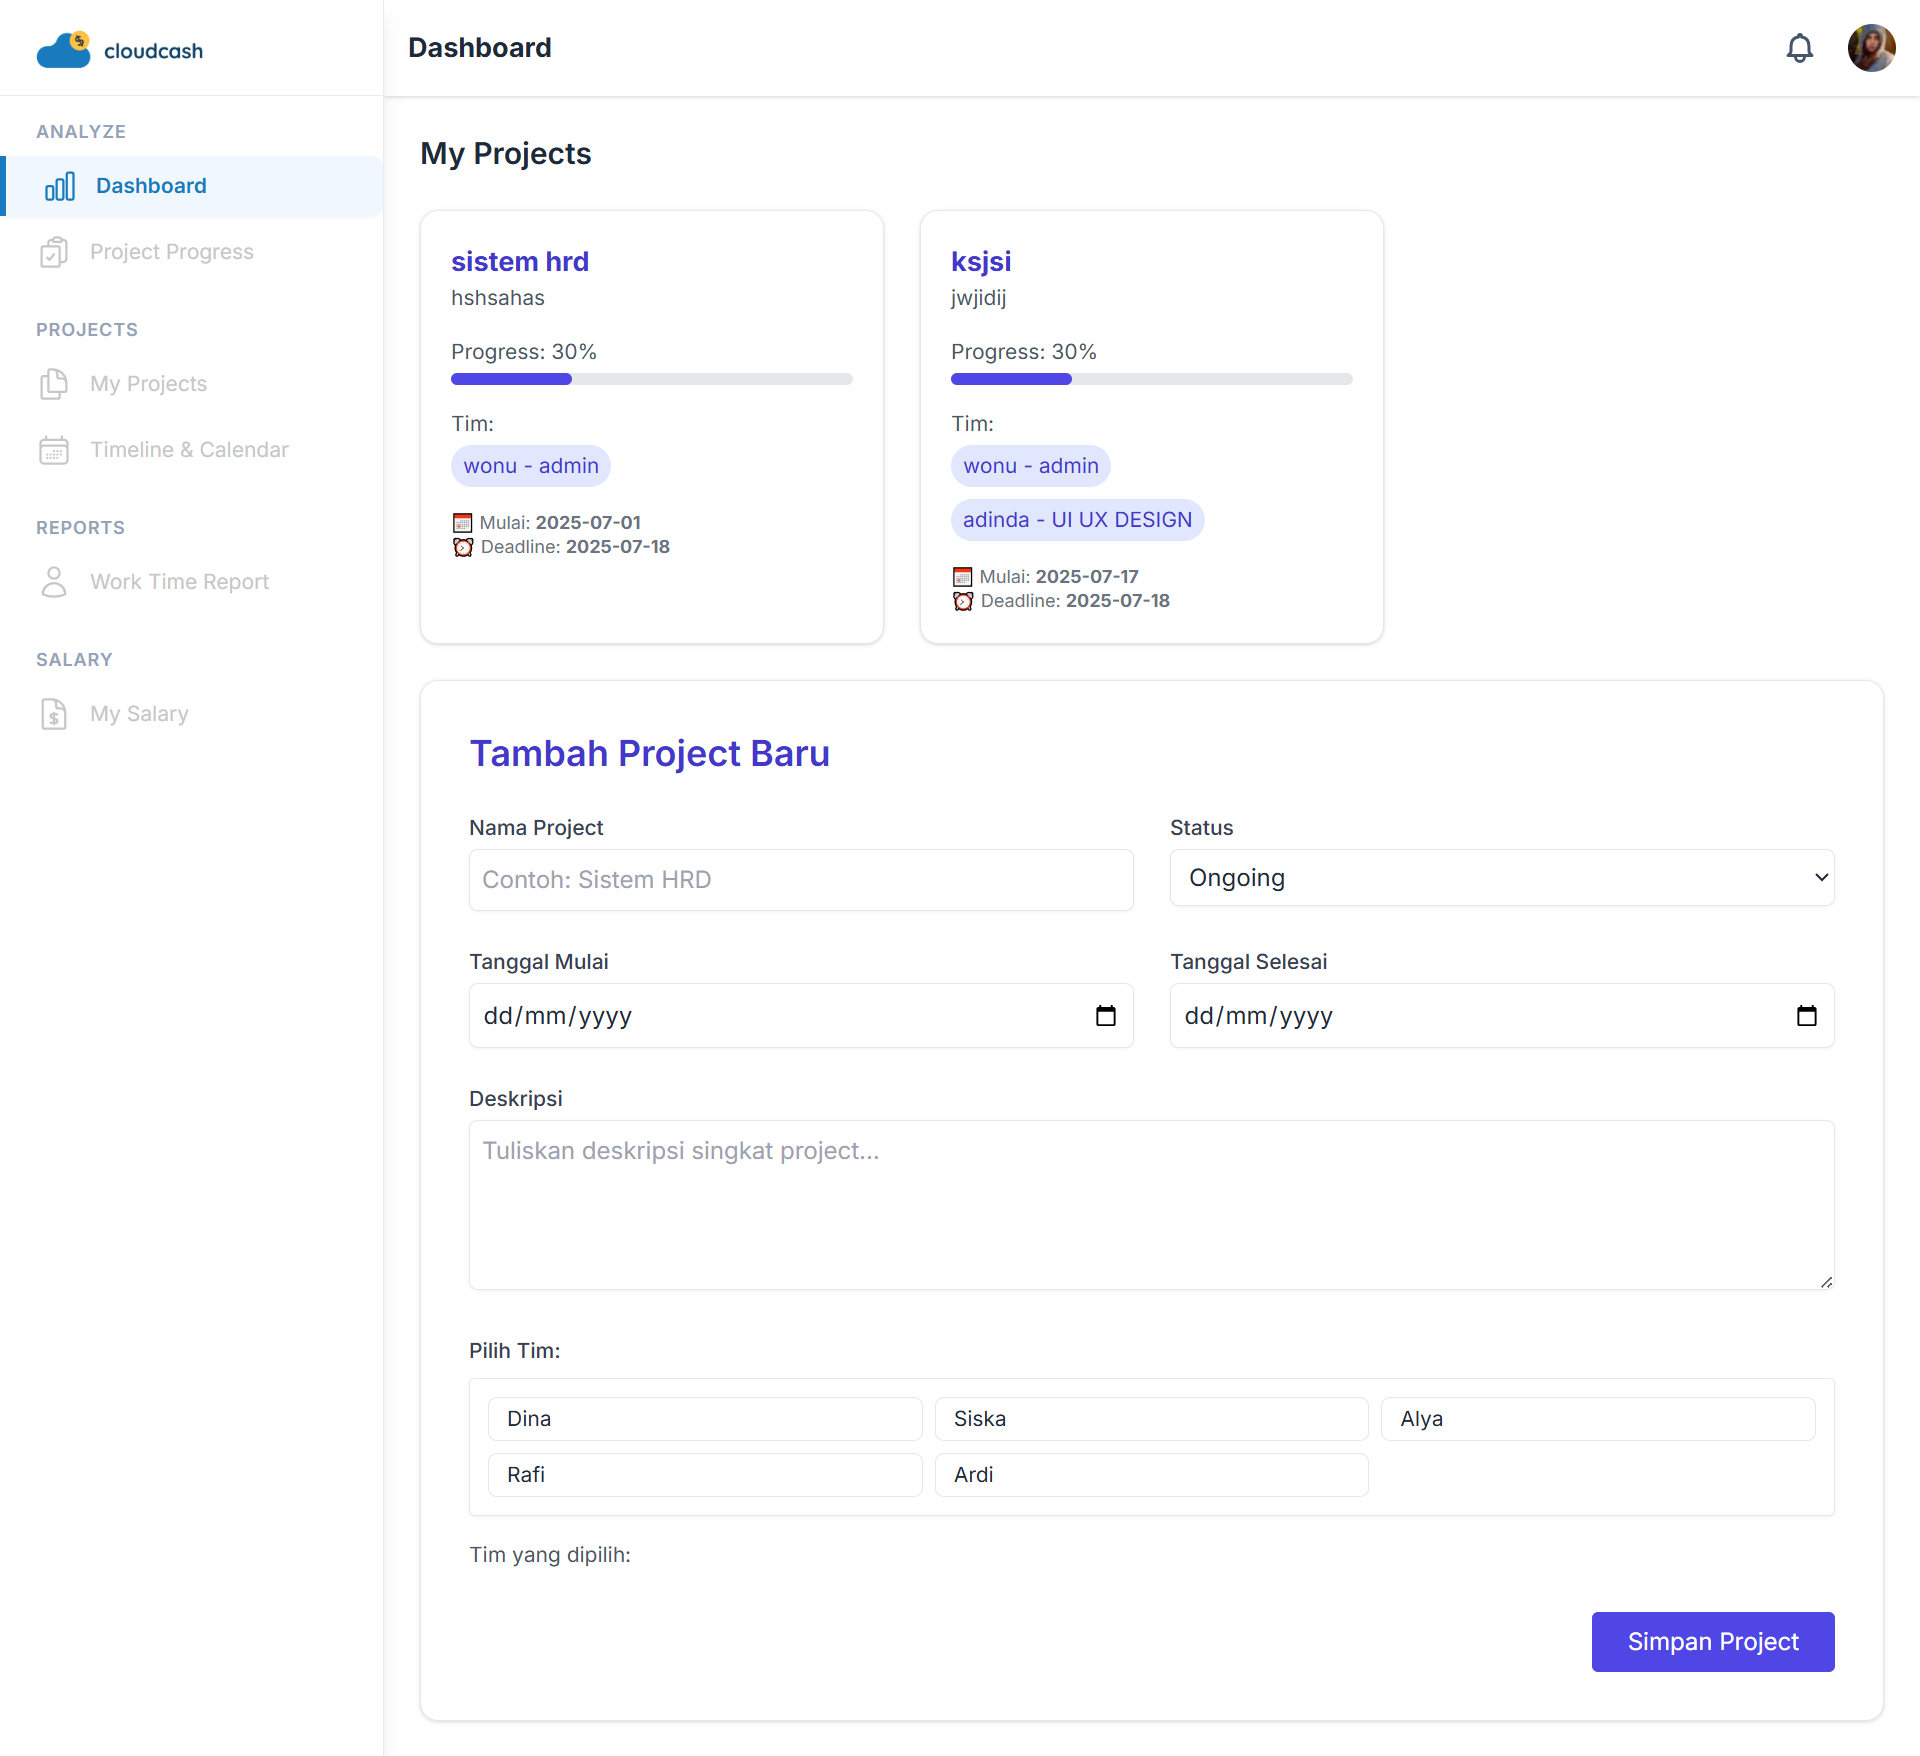 cloudcash
Dashboard
ANALYZE
Dashboard
Project Progress
PROJECTS
My Projects
Timeline & Calendar
REPORTS
Work Time Report
SALARY
My Salary
My Projects
sistem hrd
hshsahas
Progress: 30%
Tim:
wonu - admin
Mulai: 2025-07-01
Deadline: 2025-07-18
ksjsi
jwjidij
Progress: 30%
Tim:
wonu - admin
adinda - UI UX DESIGN
Mulai: 2025-07-17
Deadline: 2025-07-18
Tambah Project Baru
Nama Project
Contoh: Sistem HRD
Status
Ongoing
Tanggal Mulai
dd/mm/yyyy
Tanggal Selesai
dd/mm/yyyy
Deskripsi
Tuliskan deskripsi singkat project...
Pilih Tim:
Dina
Siska
Alya
Rafi
Ardi
Tim yang dipilih:
Simpan Project